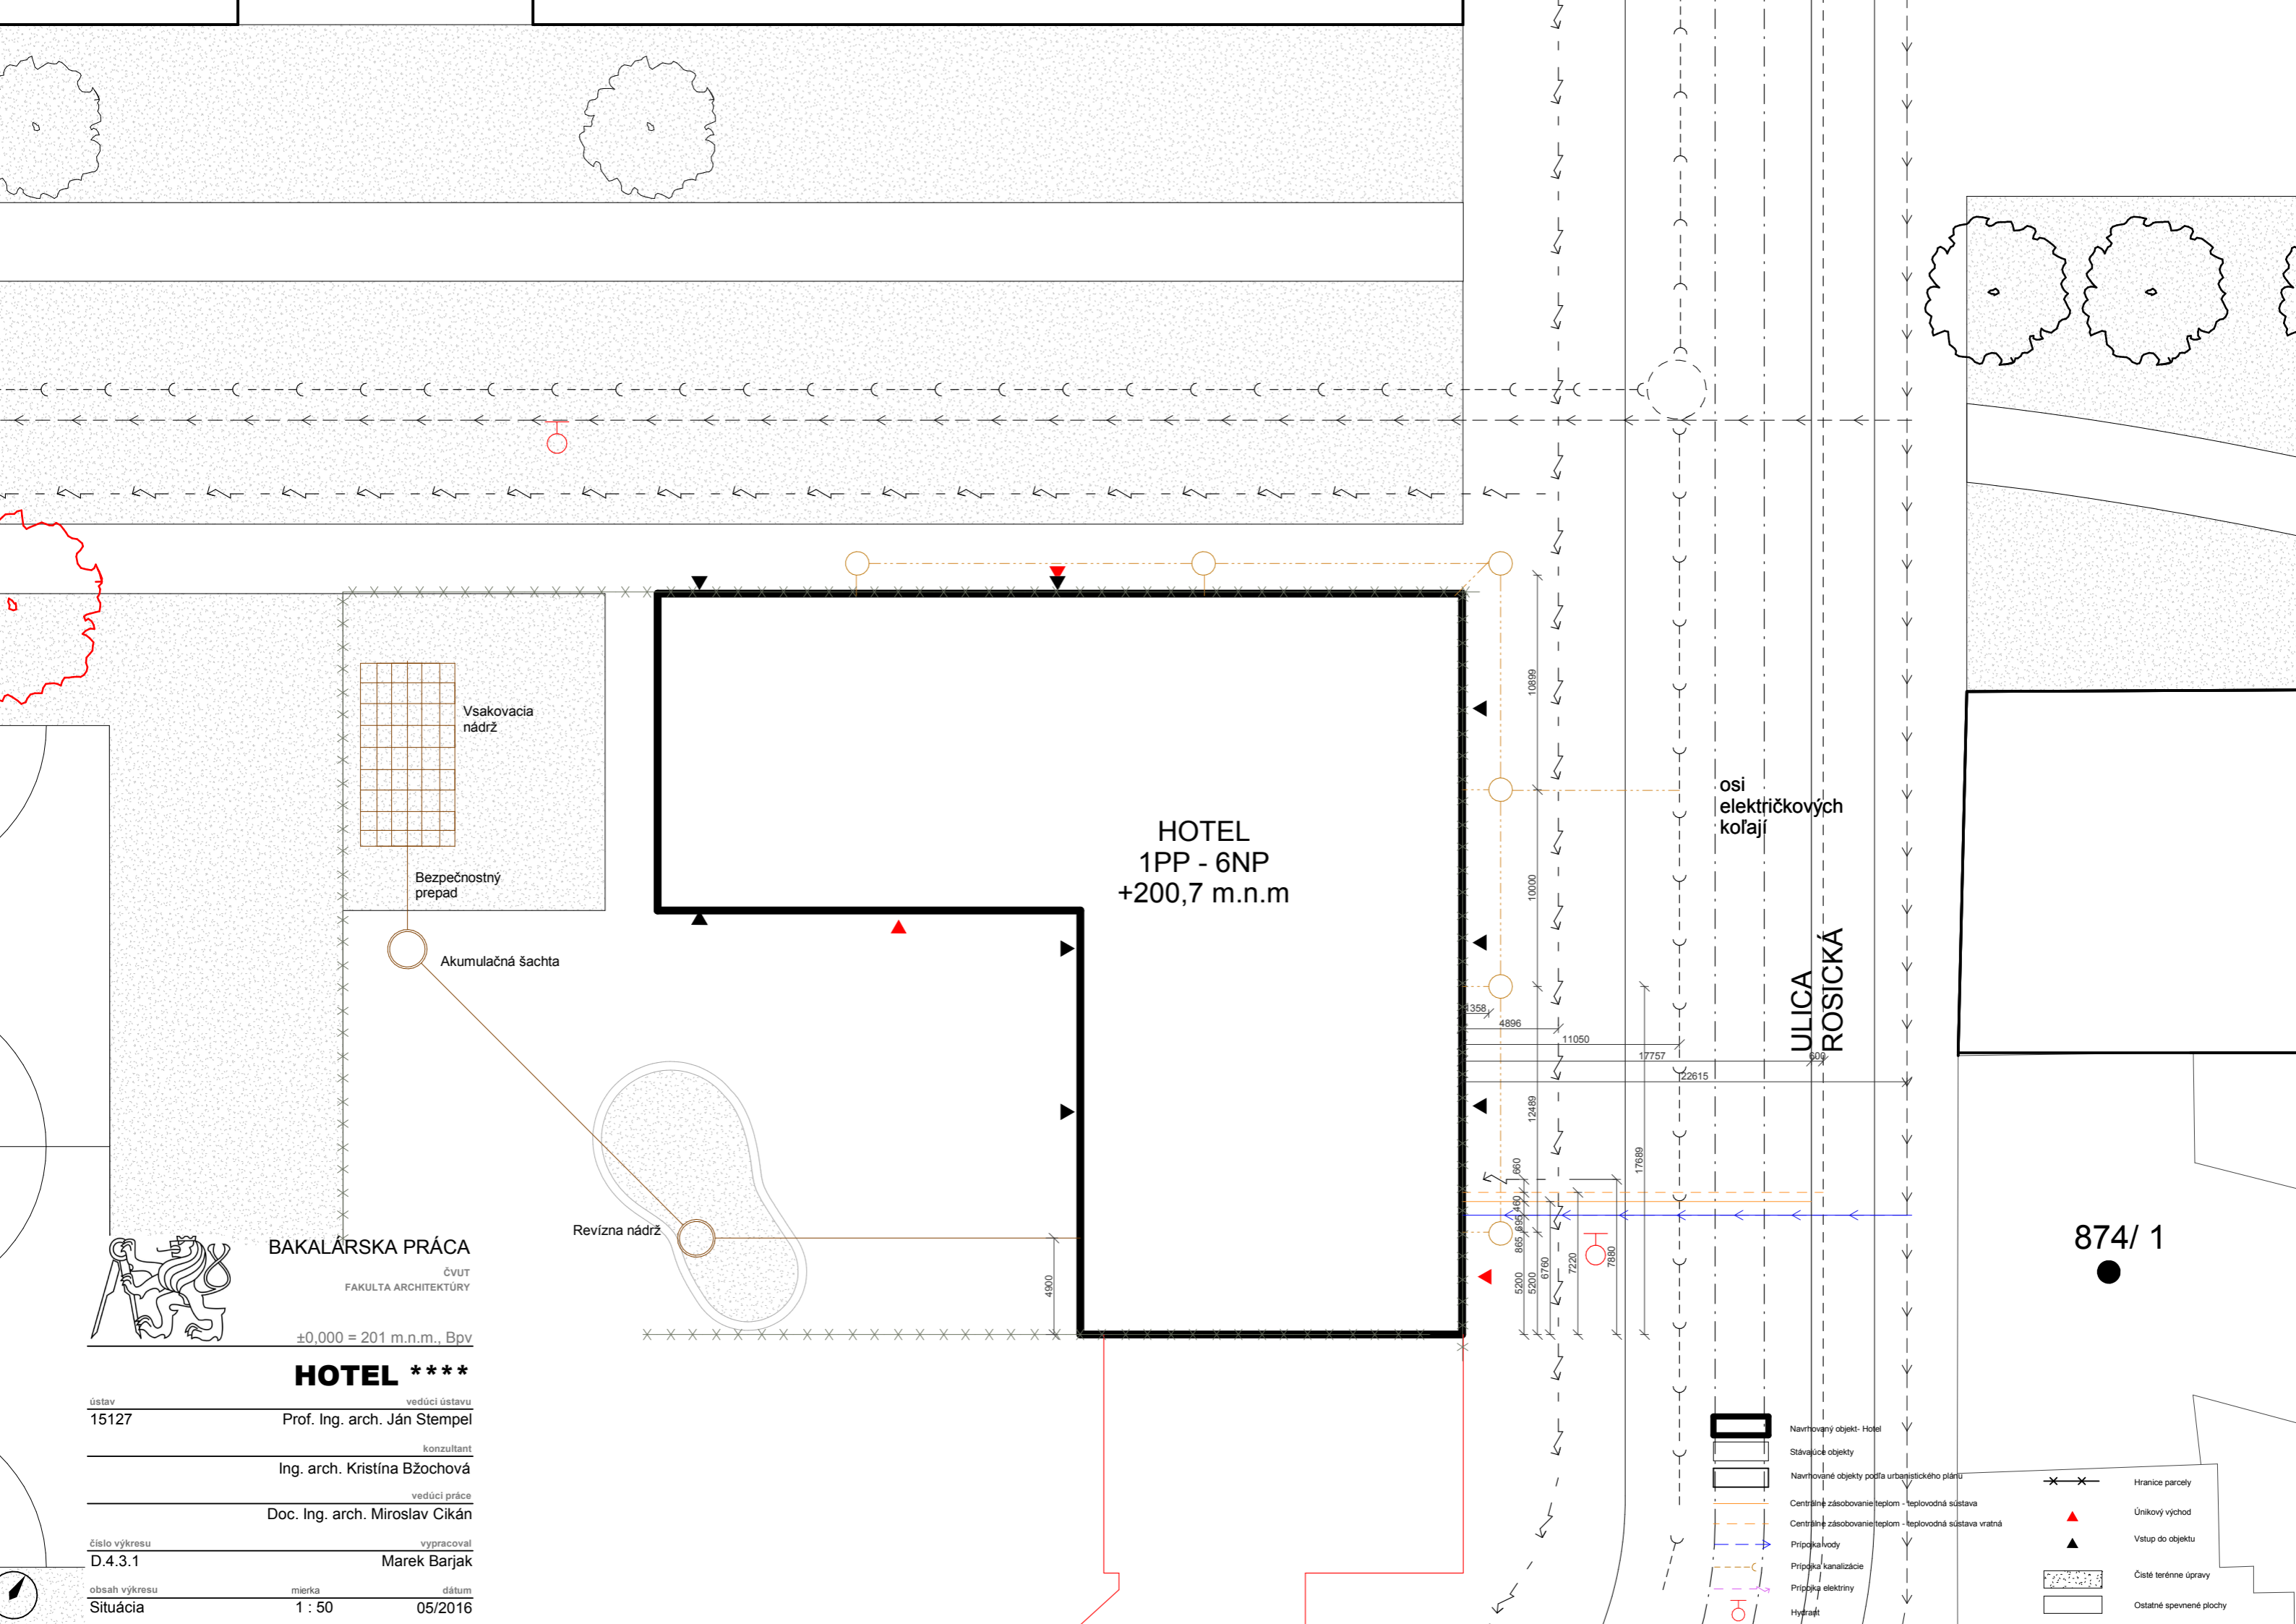 Vsakovacia
nádrž
Bezpečnostný
prepad
Akumulačná šachta
Revízna nádrž
HOTEL
1PP - 6NP
+200,7 m.n.m
osi
električkových
koľají
ULICA
ROSICKÁ
10899
10000
12489
1358
4896
11050
17757
600
22615
17689
660
460
695
865
5200
5200
6760
7220
7880
4900
874/ 1
BAKALÁRSKA PRÁCA
ČVUT
FAKULTA ARCHITEKTÚRY
±0,000 = 201 m.n.m., Bpv
HOTEL ****
ústav vedúci ústavu
15127 Prof. Ing. arch. Ján Stempel
konzultant
Ing. arch. Kristína Bžochová
vedúci práce
Doc. Ing. arch. Miroslav Cikán
číslo výkresu vypracoval
D.4.3.1 Marek Barjak
obsah výkresu mierka dátum
Situácia 1 : 50 05/2016
Navrhovaný objekt- Hotel
Stávajúce objekty
Navrhované objekty podľa urbanistického plánu
Centrálne zásobovanie teplom - teplovodná sústava
Centrálne zásobovanie teplom - teplovodná sústava vratná
Prípojka vody
Prípojka kanalizácie
Prípojka elektriny
Hydrant
Hranice parcely
Únikový východ
Vstup do objektu
Čisté terénne úpravy
Ostatné spevnené plochy